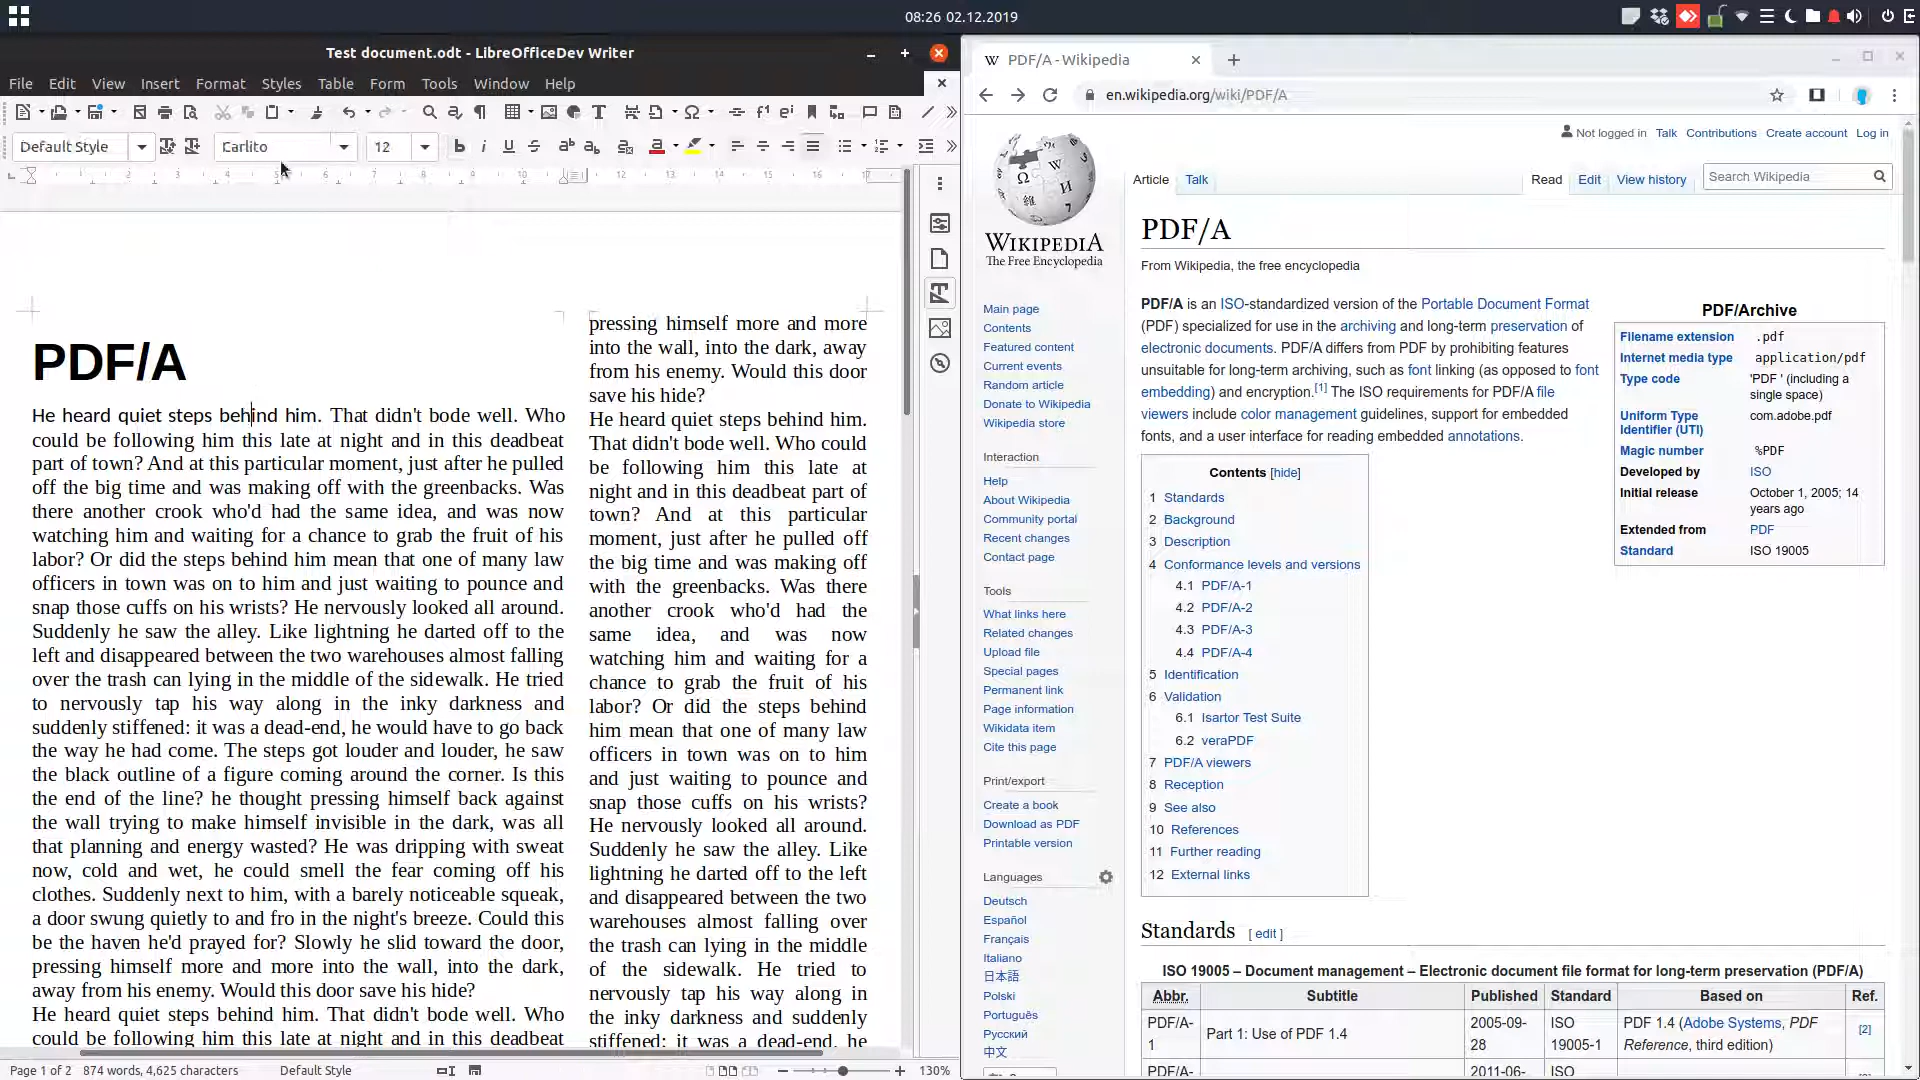 08:26 02.12.2019
Test document.odt - LibreOfficeDev Writer
File Edit View Insert Format Styles Table Form Tools Window Help
Default Style
Carlito
12
1 2 3 4 5 6 7 8 9 10 11 12 13 14 15 16 17
PDF/A
He heard quiet steps behind him. That didn't bode well. Who
could be following him this late at night and in this deadbeat
part of town? And at this particular moment, just after he pulled
off the big time and was making off with the greenbacks. Was
there another crook who'd had the same idea, and was now
watching him and waiting for a chance to grab the fruit of his
labor? Or did the steps behind him mean that one of many law
officers in town was on to him and just waiting to pounce and
snap those cuffs on his wrists? He nervously looked all around.
Suddenly he saw the alley. Like lightning he darted off to the
left and disappeared between the two warehouses almost falling
over the trash can lying in the middle of the sidewalk. He tried
to nervously tap his way along in the inky darkness and
suddenly stiffened: it was a dead-end, he would have to go back
the way he had come. The steps got louder and louder, he saw
the black outline of a figure coming around the corner. Is this
the end of the line? he thought pressing himself back against
the wall trying to make himself invisible in the dark, was all
that planning and energy wasted? He was dripping with sweat
now, cold and wet, he could smell the fear coming off his
clothes. Suddenly next to him, with a barely noticeable squeak,
a door swung quietly to and fro in the night's breeze. Could this
be the haven he'd prayed for? Slowly he slid toward the door,
pressing himself more and more into the wall, into the dark,
away from his enemy. Would this door save his hide?
He heard quiet steps behind him. That didn't bode well. Who
could be following him this late at night and in this deadbeat
pressing himself more and more
into the wall, into the dark, away
from his enemy. Would this door
save his hide?
He heard quiet steps behind him.
That didn't bode well. Who could
be following him this late at
night and in this deadbeat part of
town? And at this particular
moment, just after he pulled off
the big time and was making off
with the greenbacks. Was there
another crook who'd had the
same idea, and was now
watching him and waiting for a
chance to grab the fruit of his
labor? Or did the steps behind
him mean that one of many law
officers in town was on to him
and just waiting to pounce and
snap those cuffs on his wrists?
He nervously looked all around.
Suddenly he saw the alley. Like
lightning he darted off to the left
and disappeared between the two
warehouses almost falling over
the trash can lying in the middle
of the sidewalk. He tried to
nervously tap his way along in
the inky darkness and suddenly
stiffened: it was a dead-end, he
Page 1 of 2 874 words, 4,625 characters Default Style 130%
PDF/A - Wikipedia
en.wikipedia.org/wiki/PDF/A
Not logged in Talk Contributions Create account Log in
Article Talk Read Edit View history Search Wikipedia
WIKIPEDIA
The Free Encyclopedia
Main page
Contents
Featured content
Current events
Random article
Donate to Wikipedia
Wikipedia store
Interaction
Help
About Wikipedia
Community portal
Recent changes
Contact page
Tools
What links here
Related changes
Upload file
Special pages
Permanent link
Page information
Wikidata item
Cite this page
Print/export
Create a book
Download as PDF
Printable version
Languages
Deutsch
Español
Français
Italiano
日本語
Polski
Português
Русский
中文
PDF/A
From Wikipedia, the free encyclopedia
PDF/A is an ISO-standardized version of the Portable Document Format
(PDF) specialized for use in the archiving and long-term preservation of
electronic documents. PDF/A differs from PDF by prohibiting features
unsuitable for long-term archiving, such as font linking (as opposed to font
embedding) and encryption.[1] The ISO requirements for PDF/A file
viewers include color management guidelines, support for embedded
fonts, and a user interface for reading embedded annotations.
PDF/Archive
Filename extension .pdf
Internet media type application/pdf
Type code 'PDF ' (including a
single space)
Uniform Type com.adobe.pdf
Identifier (UTI)
Magic number %PDF
Developed by ISO
Initial release October 1, 2005; 14
years ago
Extended from PDF
Standard ISO 19005
Contents [hide]
1 Standards
2 Background
3 Description
4 Conformance levels and versions
4.1 PDF/A-1
4.2 PDF/A-2
4.3 PDF/A-3
4.4 PDF/A-4
5 Identification
6 Validation
6.1 Isartor Test Suite
6.2 veraPDF
7 PDF/A viewers
8 Reception
9 See also
10 References
11 Further reading
12 External links
Standards [ edit ]
ISO 19005 – Document management – Electronic document file format for long-term preservation (PDF/A)
Abbr. Subtitle Published Standard Based on Ref.
PDF/A- Part 1: Use of PDF 1.4 2005-09- ISO PDF 1.4 (Adobe Systems, PDF [2]
1 28 19005-1 Reference, third edition)
PDF/A- 2011-06- ISO